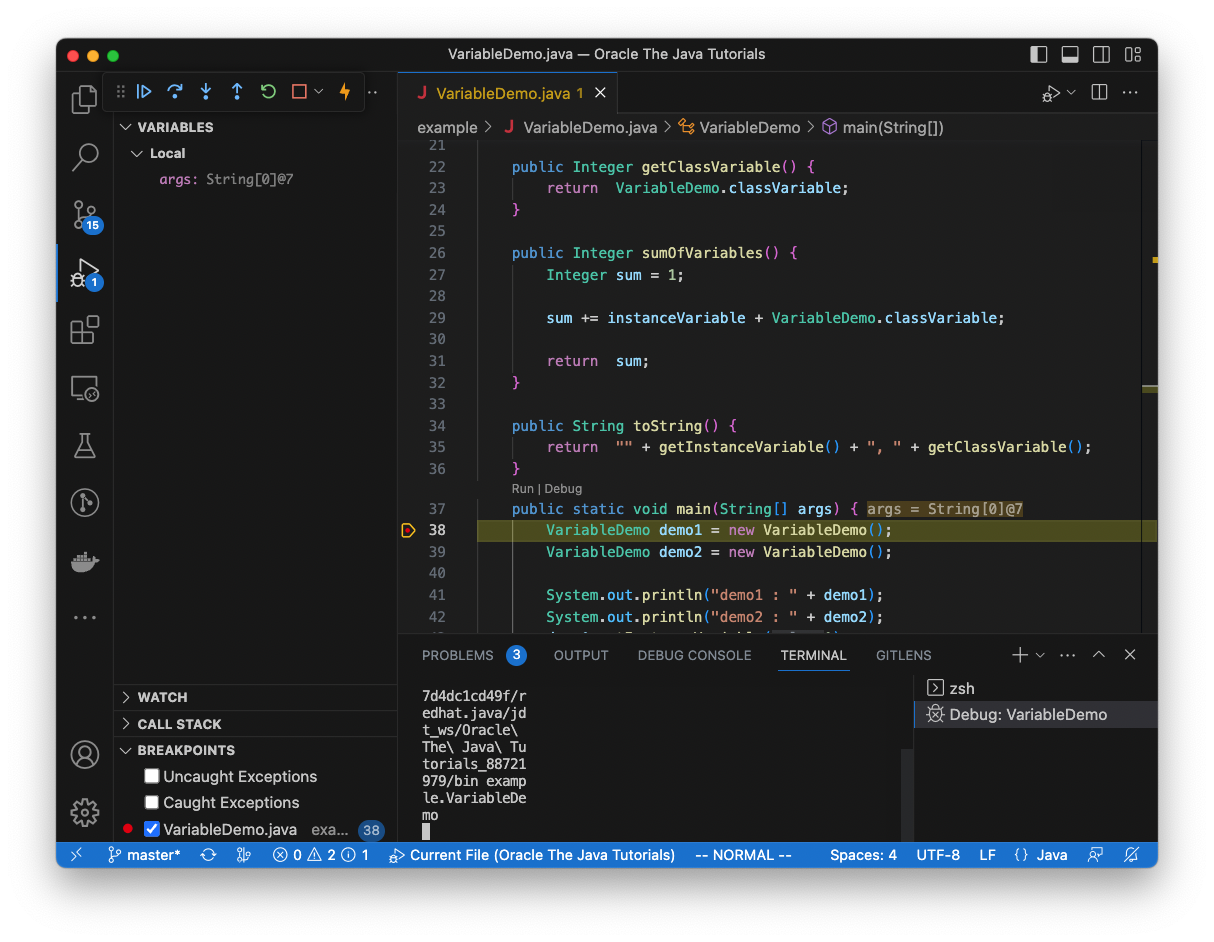 VariableDemo.java — Oracle The Java Tutorials
VARIABLES
Local
args: String[0]@7
WATCH
CALL STACK
BREAKPOINTS
Uncaught Exceptions
Caught Exceptions
VariableDemo.java exa... 38
15
1
J VariableDemo.java 1
example > J VariableDemo.java > VariableDemo > main(String[])
21
22 public Integer getClassVariable() {
23 return  VariableDemo.classVariable;
24 }
25
26 public Integer sumOfVariables() {
27 Integer sum = 1;
28
29 sum += instanceVariable + VariableDemo.classVariable;
30
31 return  sum;
32 }
33
34 public String toString() {
35 return  "" + getInstanceVariable() + ", " + getClassVariable();
36 }
Run | Debug
37 public static void main(String[] args) { args = String[0]@7
38 VariableDemo demo1 = new VariableDemo();
39 VariableDemo demo2 = new VariableDemo();
40
41 System.out.println("demo1 : " + demo1);
42 System.out.println("demo2 : " + demo2);
PROBLEMS 3 OUTPUT DEBUG CONSOLE TERMINAL GITLENS
7d4dc1cd49f/r
edhat.java/jd
t_ws/Oracle\
The\ Java\ Tu
torials_88721
979/bin examp
le.VariableDe
mo
zsh
Debug: VariableDemo
master* 0 2 1 Current File (Oracle The Java Tutorials) -- NORMAL -- Spaces: 4 UTF-8 LF {} Java